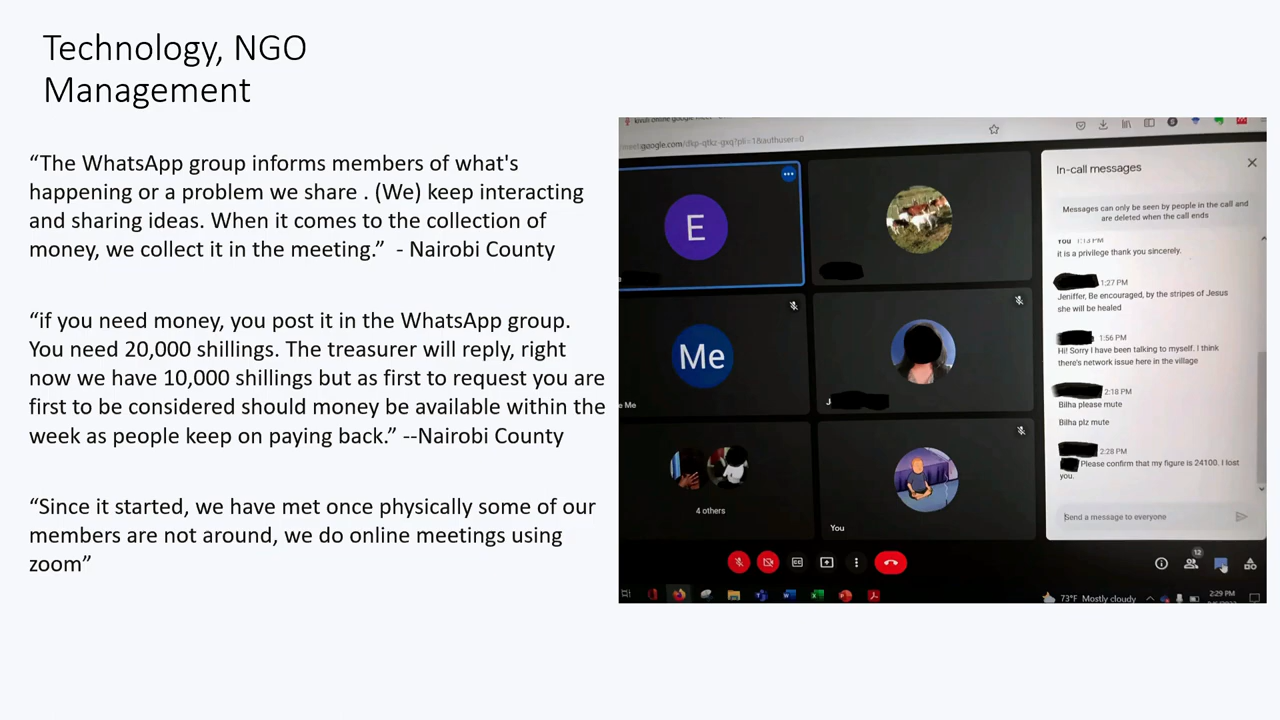 Technology, NGO
Management
“The WhatsApp group informs members of what's
happening or a problem we share . (We) keep interacting
and sharing ideas. When it comes to the collection of
money, we collect it in the meeting.”  - Nairobi County
“if you need money, you post it in the WhatsApp group.
You need 20,000 shillings. The treasurer will reply, right
now we have 10,000 shillings but as first to request you are
first to be considered should money be available within the
week as people keep on paying back.” --Nairobi County
“Since it started, we have met once physically some of our
members are not around, we do online meetings using
zoom”
E
Me
e Me
J
4 others
You
In-call messages
Messages can only be seen by people in the call and
are deleted when the call ends
You
it is a privilege thank you sincerely.
1:27 PM
Jeniffer, Be encouraged, by the stripes of Jesus
she will be healed
1:56 PM
Hi! Sorry I have been talking to myself. I think
there's network issue here in the village
2:18 PM
Bilha please mute
Bilha plz mute
2:28 PM
Please confirm that my figure is 24100. I lost
you.
Send a message to everyone
12
73°F Mostly cloudy
2:29 PM